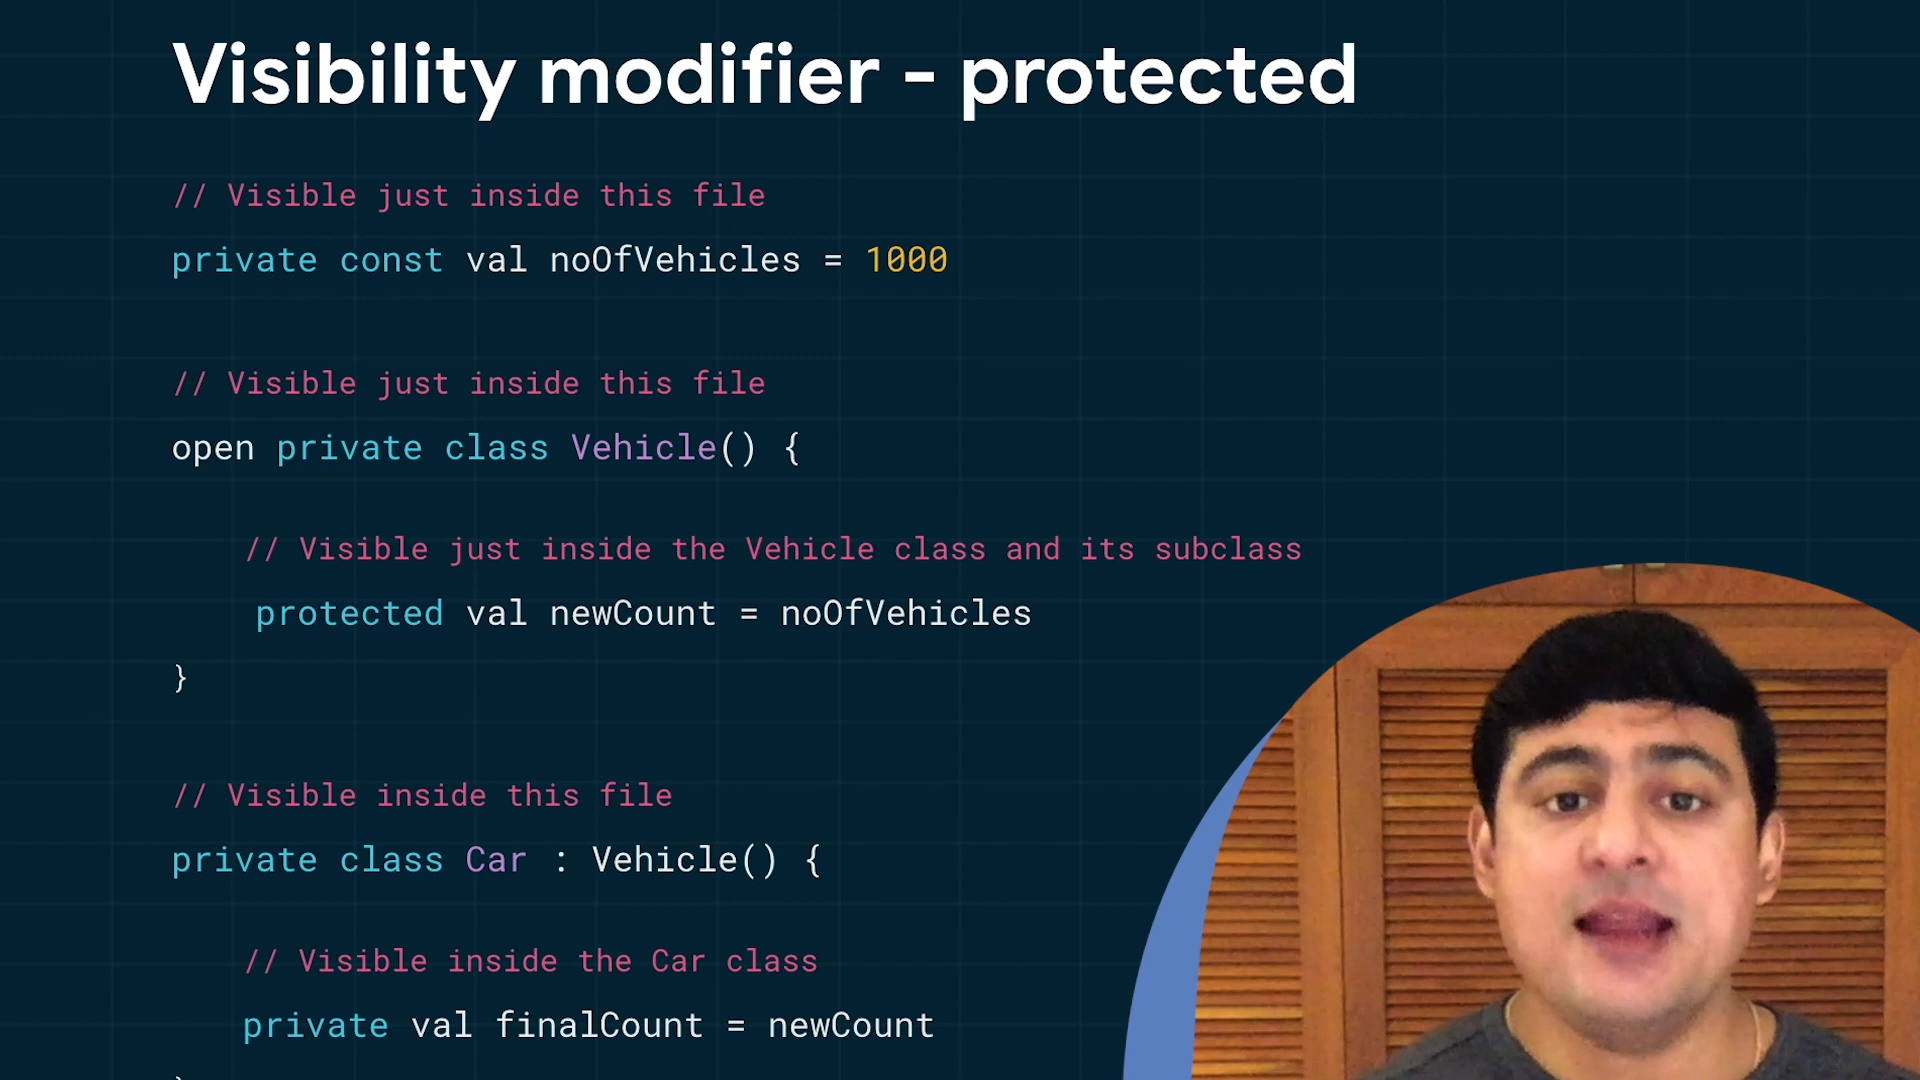 Visibility modifier - protected
// Visible just inside this file
private const val noOfVehicles = 1000
// Visible just inside this file
open private class Vehicle() {
// Visible just inside the Vehicle class and its subclass
protected val newCount = noOfVehicles
}
// Visible inside this file
private class Car : Vehicle() {
// Visible inside the Car class
private val finalCount = newCount